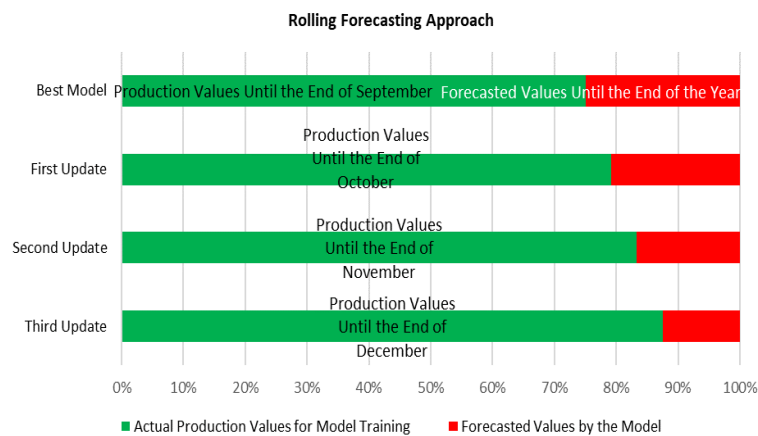 Rolling Forecasting Approach
Best Model
Production Values Until the End of September
Forecasted Values Until the End of the Year
First Update
Production Values
Until the End of
October
Second Update
Production Values
Until the End of
November
Third Update
Production Values
Until the End of
December
0% 10% 20% 30% 40% 50% 60% 70% 80% 90% 100%
Actual Production Values for Model Training
Forecasted Values by the Model